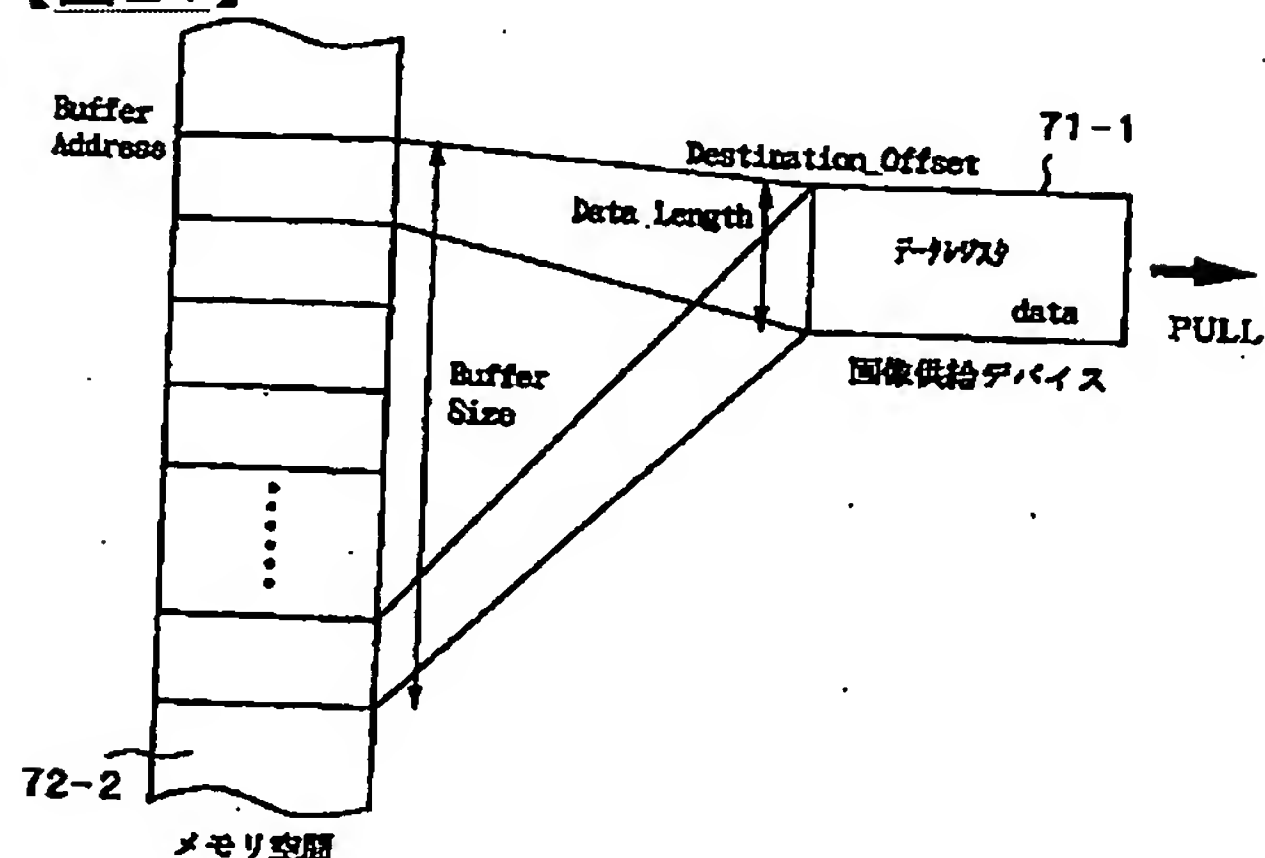 Buffer
Address
71-1
Destination_Offset
Data Length
データレジスタ
data
PULL
画像供給デバイス
Buffer
Size
72-2
メモリ空間